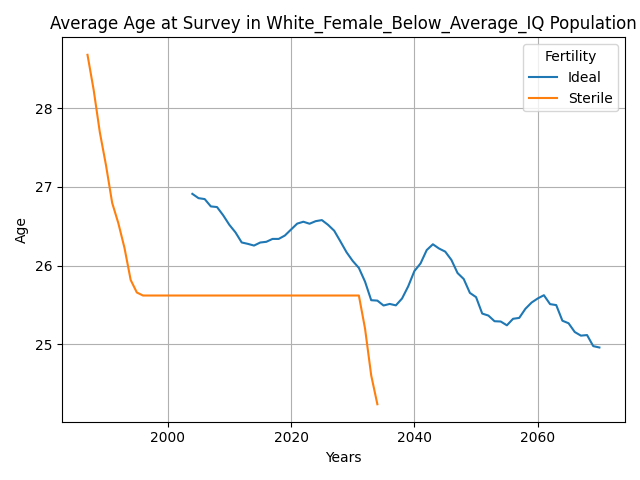 Average Age at Survey in White_Female_Below_Average_IQ Population
Fertility
Ideal
Sterile
28
27
26
25
Age
2000
2020
2040
2060
Years